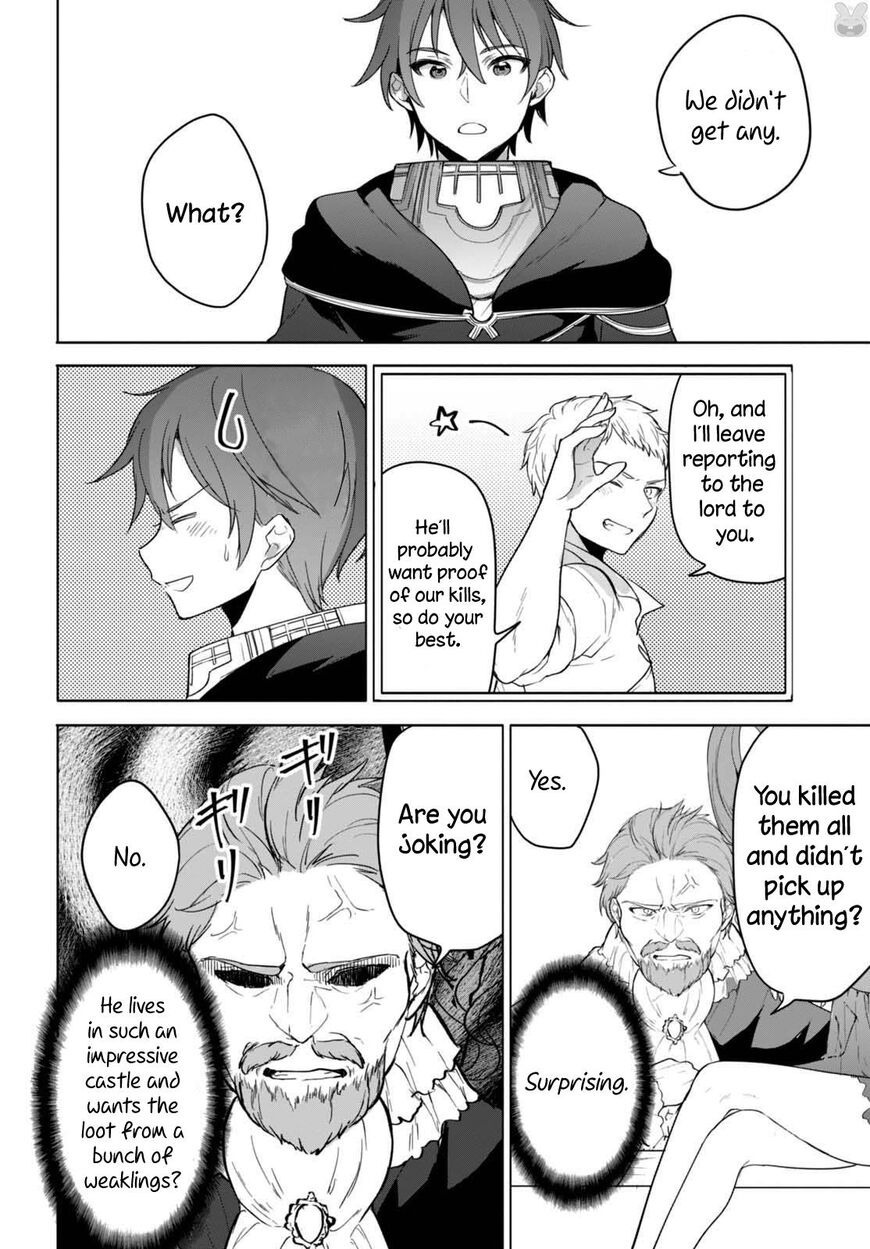 We didn't
get any.
What?
Oh, and
I'll leave
reporting
to the
lord to
you.
He'll
probably
want proof
of our kills,
so do your
best.
You killed
them all
and didn't
pick up
anything?
Yes.
Surprising.
Are you
joking?
ギリ
ギリ
No.
He lives
in such an
impressive
castle and
wants the
loot from a
bunch of
weaklings?